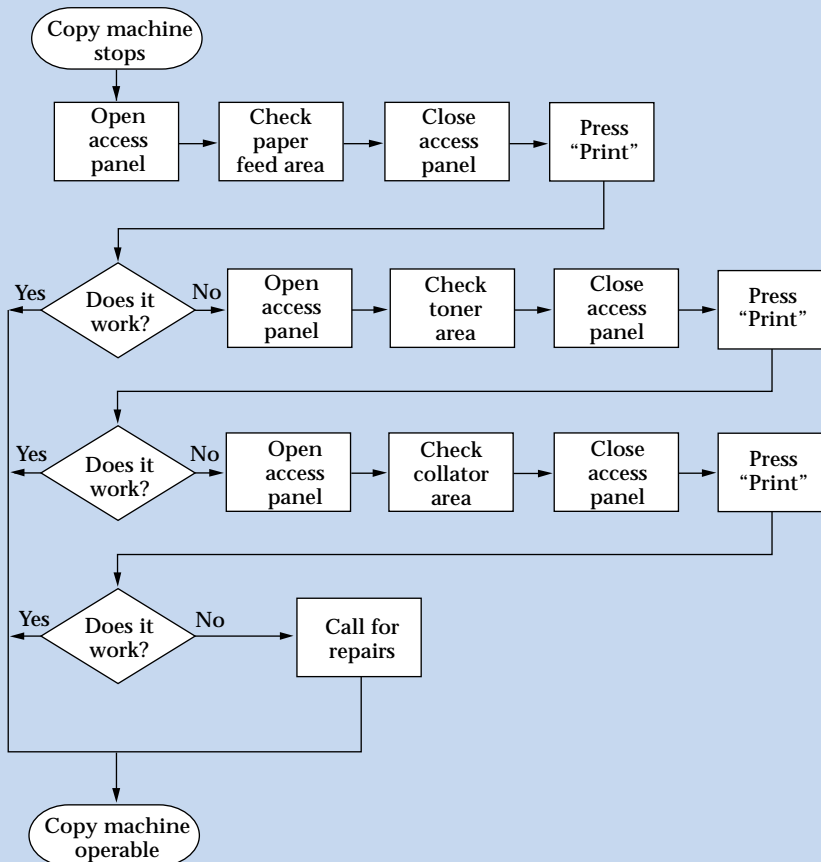 Copy machine
stops
Open
access
panel
Check
paper
feed area
Close
access
panel
Press
“Print”
Yes
Does it
work?
No
Open
access
panel
Check
toner
area
Close
access
panel
Press
“Print”
Yes
Does it
work?
No
Open
access
panel
Check
collator
area
Close
access
panel
Press
“Print”
Yes
Does it
work?
No
Call for
repairs
Copy machine
operable